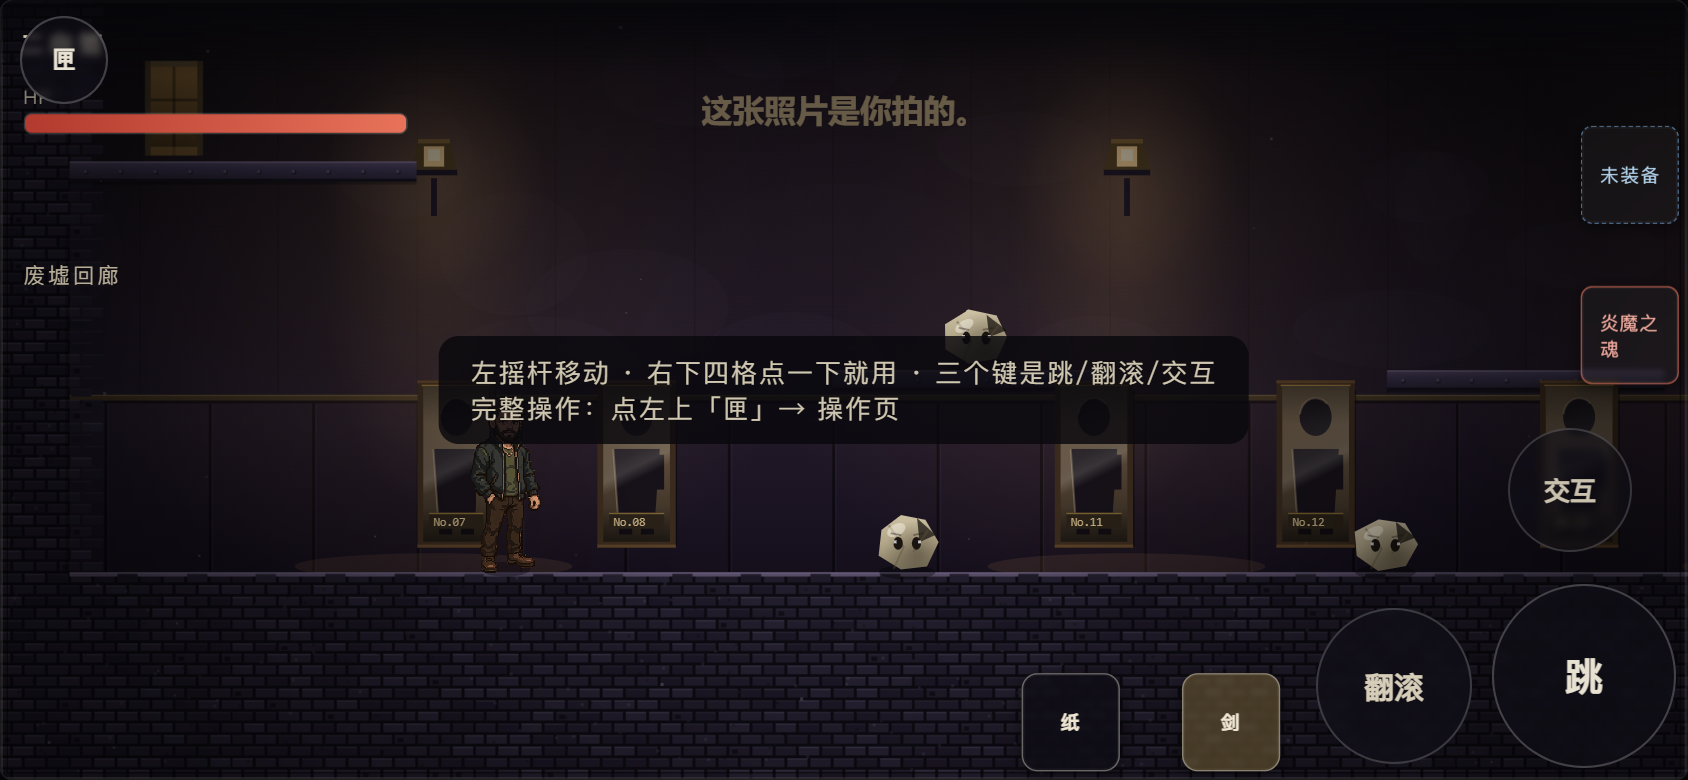 匣
这张照片是你拍的。
未装备
废墟回廊
炎魔之
魂
左摇杆移动 · 右下四格点一下就用 · 三个键是跳/翻滚/交互
完整操作：点左上「匣」→ 操作页
交互
No.07
No.08
No.11
No.12
跳
翻滚
纸
剑